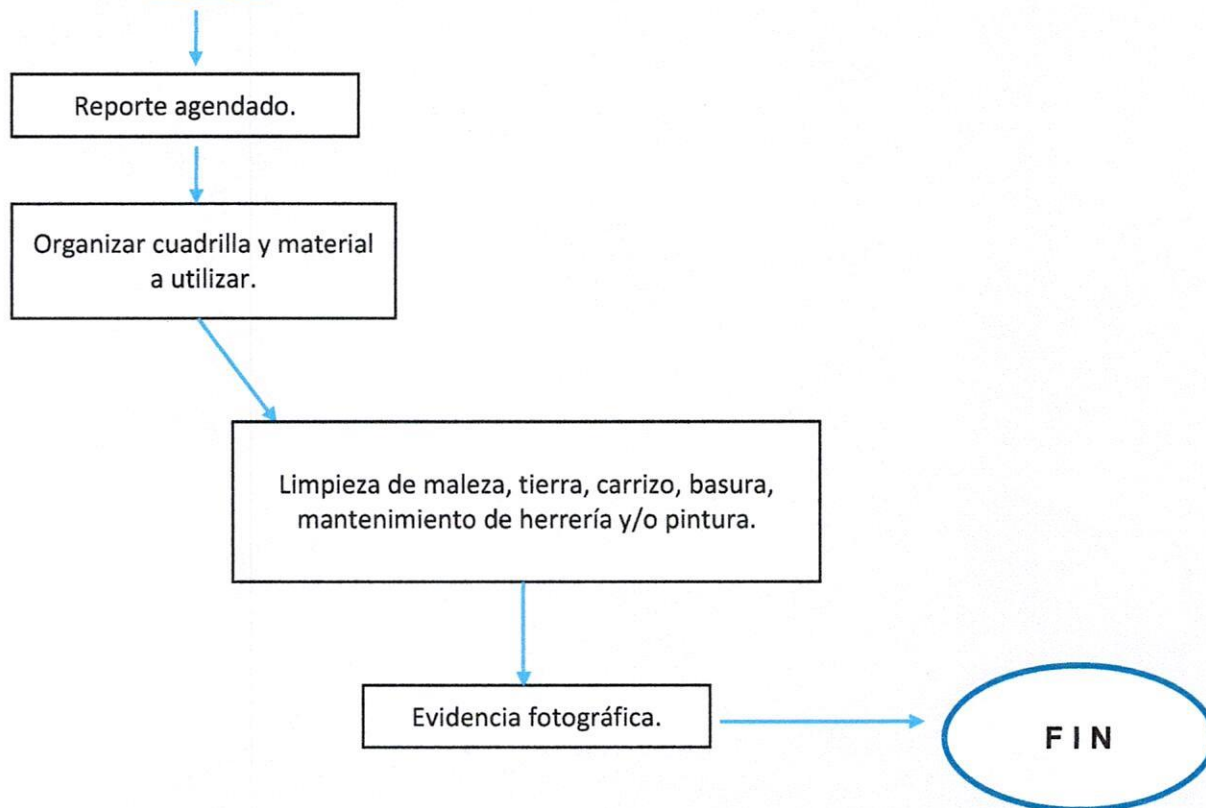 Reporte agendado.
Organizar cuadrilla y material
a utilizar.
Limpieza de maleza, tierra, carrizo, basura,
mantenimiento de herrería y/o pintura.
Evidencia fotográfica.
F I N